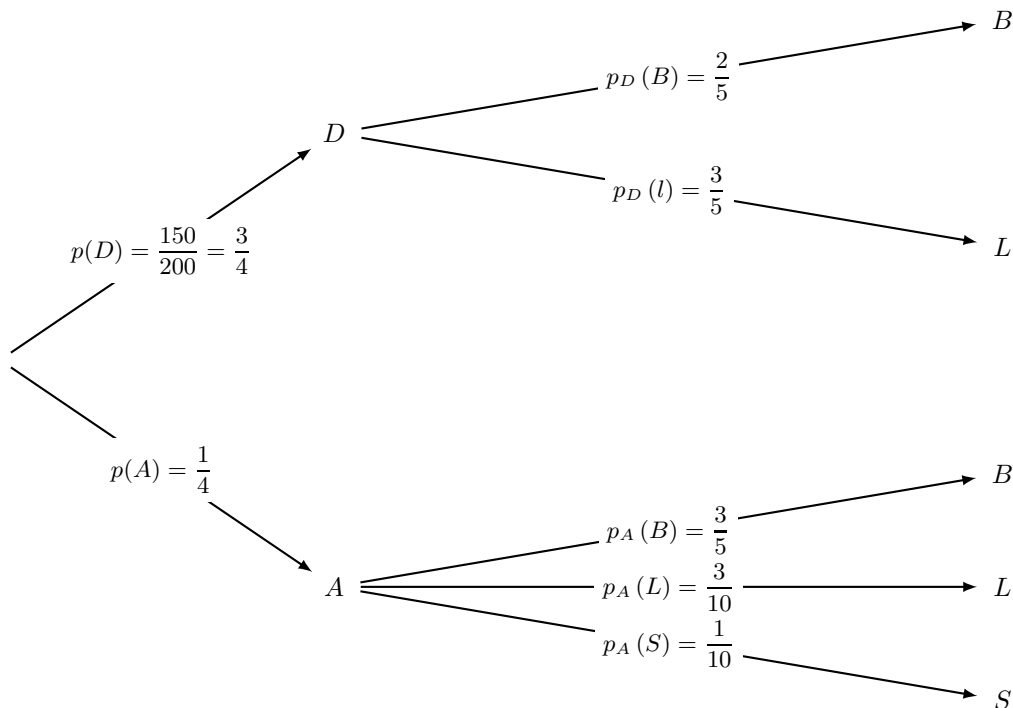 B
p_D (B) = 2/5
D
p_D (l) = 3/5
p(D) = 150/200 = 3/4
L
p(A) = 1/4
B
p_A (B) = 3/5
A
p_A (L) = 3/10
L
p_A (S) = 1/10
S